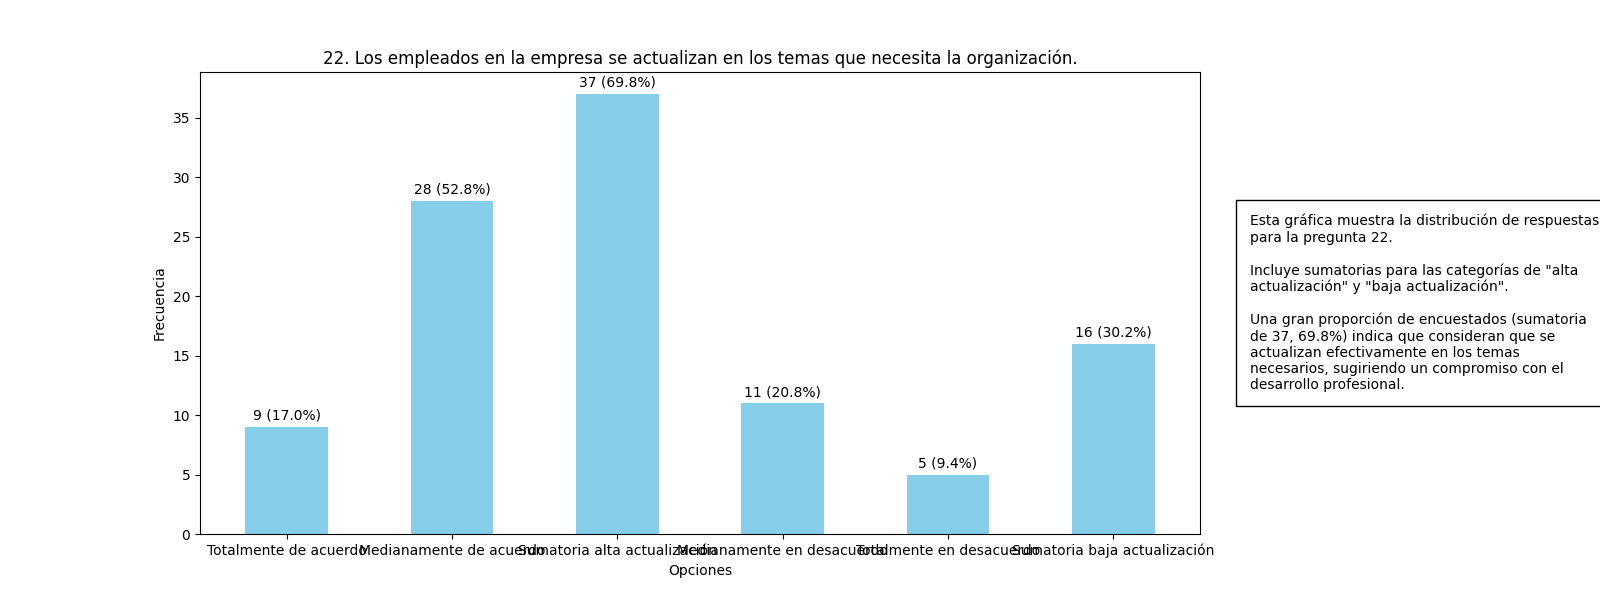 22. Los empleados en la empresa se actualizan en los temas que necesita la organización.
37 (69.8%)
35
28 (52.8%)
30
25
20
16 (30.2%)
15
11 (20.8%)
10
9 (17.0%)
5 (9.4%)
5
0
Frecuencia
Totalmente de acuerdo
Medianamente de acuerdo
Sumatoria alta actualización
Medianamente en desacuerdo
Totalmente en desacuerdo
Sumatoria baja actualización
Opciones
Esta gráfica muestra la distribución de respuestas
para la pregunta 22.
Incluye sumatorias para las categorías de "alta
actualización" y "baja actualización".
Una gran proporción de encuestados (sumatoria
de 37, 69.8%) indica que consideran que se
actualizan efectivamente en los temas
necesarios, sugiriendo un compromiso con el
desarrollo profesional.